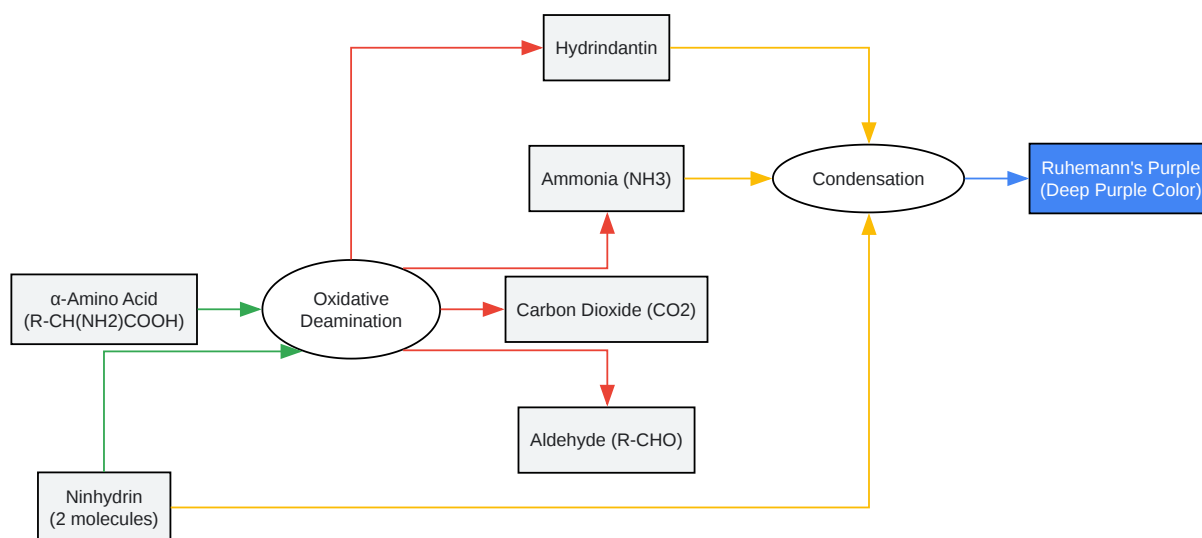 Hydrindantin
Ammonia (NH3)
Condensation
Ruhemann's Purple
(Deep Purple Color)
α-Amino Acid
(R-CH(NH2)COOH)
Oxidative
Deamination
Carbon Dioxide (CO2)
Aldehyde (R-CHO)
Ninhydrin
(2 molecules)